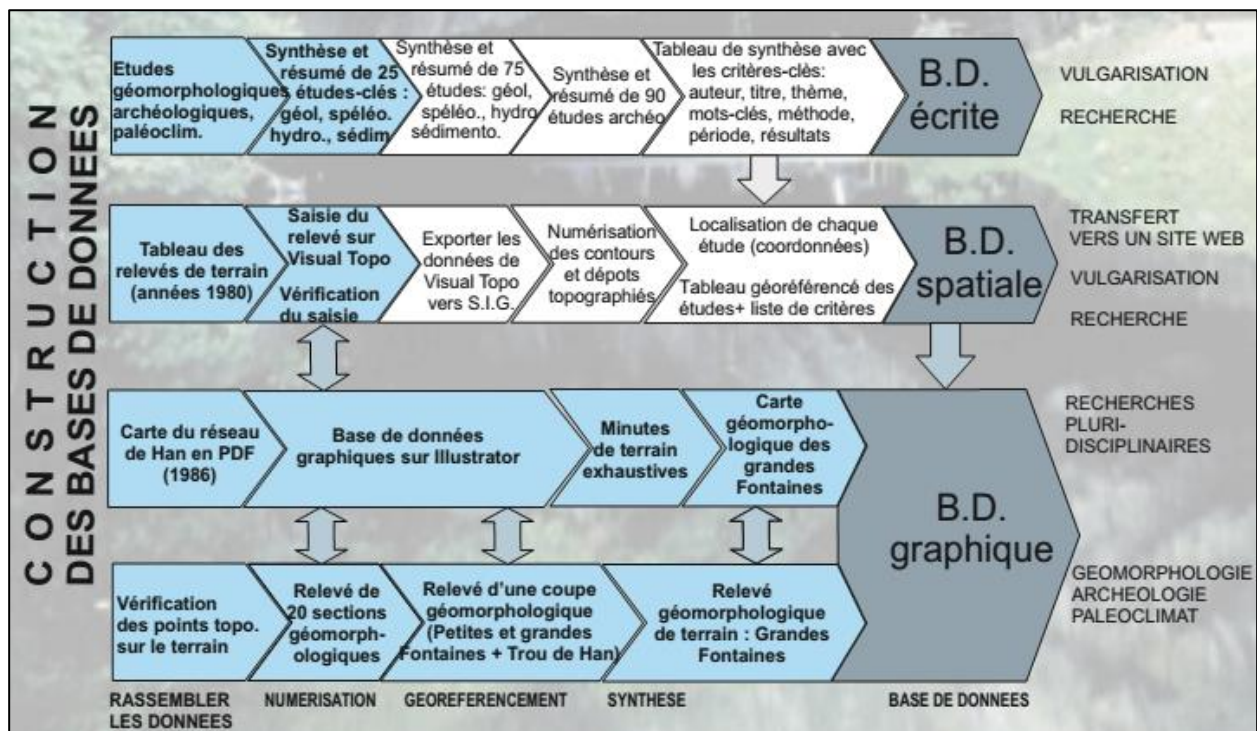 CONSTRUCTION
DES BASES DE DONNEES
Etudes
géomorphologiques
archéologiques,
paléoclim.
Synthèse et
résumé de 25
études-clés :
géol, spéléo.
hydro., sédim
Synthèse et
résumé de 75
études: géol,
spéléo., hydro
sédimento.
Synthèse et
résumé de 90
études archéo
Tableau de synthèse avec
les critères-clès:
auteur, titre, thème,
mots-clés, méthode,
période, résultats
B.D.
écrite
VULGARISATION
RECHERCHE
Tableau des
relevés de terrain
(années 1980)
Saisie du
relevé sur
Visual Topo
Vérification
du saisie
Exporter les
données de
Visual Topo
vers S.I.G.
Numérisation
des contours
et dépots
topographiés
Localisation de chaque
étude (coordonnées)
Tableau géoréférencé des
études+ liste de critères
B.D.
spatiale
TRANSFERT
VERS UN SITE WEB
VULGARISATION
RECHERCHE
Carte du réseau
de Han en PDF
(1986)
Base de données
graphiques sur Illustrator
Minutes
de terrain
exhaustives
Carte
géomorpho-
logique des
grandes
Fontaines
B.D.
graphique
RECHERCHES
PLURI-
DISCIPLINAIRES
Vérification
des points topo.
sur le terrain
Relevé de
20 sections
géomorph-
ologiques
Relevé d'une coupe
géomorphologique
(Petites et grandes
Fontaines + Trou de Han)
Relevé
géomorphologique
de terrain : Grandes
Fontaines
GEOMORPHOLOGIE
ARCHEOLOGIE
PALEOCLIMAT
RASSEMBLER
LES DONNEES
NUMERISATION
GEOREFERENCEMENT
SYNTHESE
BASE DE DONNEES